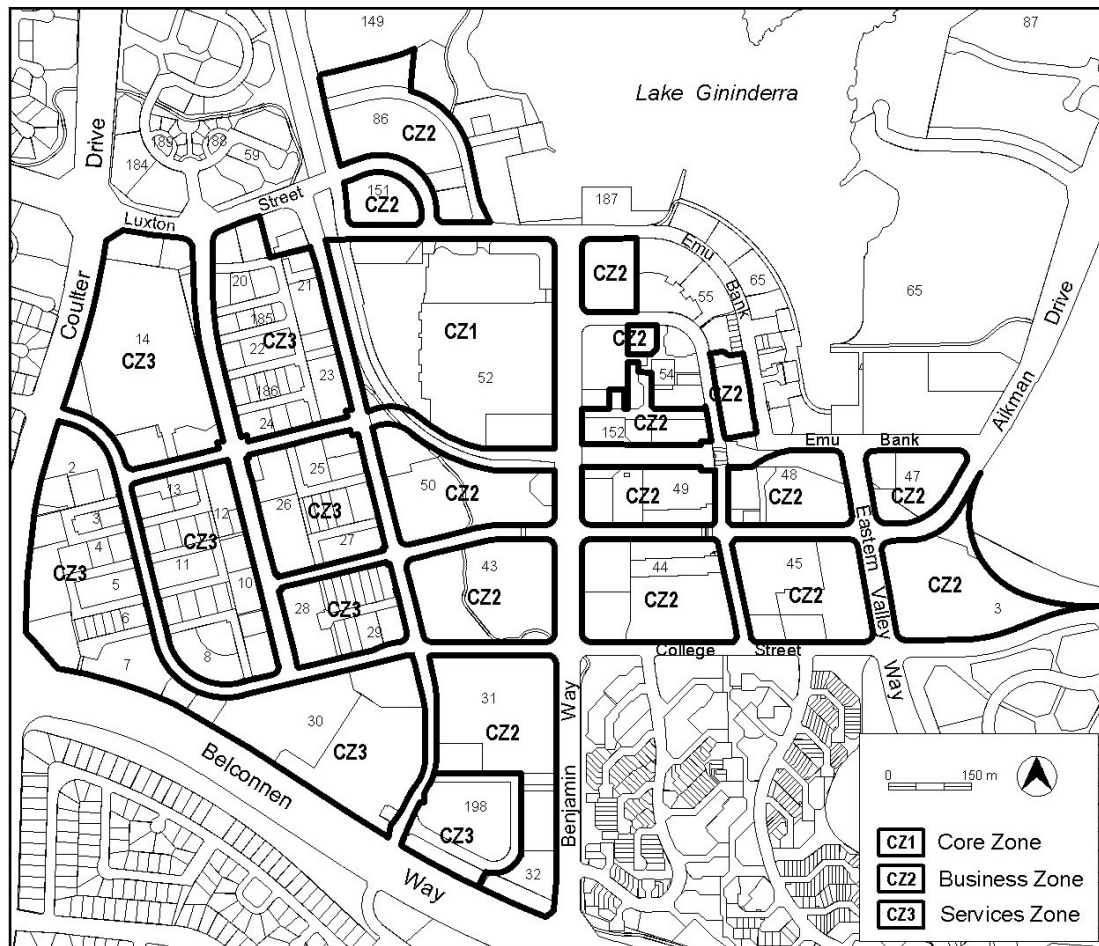 149
87
Lake Ginninderra
86
CZ2
189
188
59
184
Drive
Street
151
CZ2
187
Luxton
Emu
20
21
CZ2
65
Bank
55
65
Coulter
185
14
CZ3
CZ3
22
CZ1
CZ2
Drive
23
52
54
CZ2
186
24
CZ2
152
Aikman
Emu
Bank
2
25
48
47
13
50
CZ2
CZ2
49
CZ2
CZ2
3
26
CZ3
12
CZ3
4
27
Eastern
11
43
44
45
CZ3
5
10
CZ2
CZ2
CZ2
Valley
CZ2
3
28
CZ3
6
29
8
7
College
Street
Way
31
30
CZ2
CZ3
Way
Belconnen
0
150 m
198
CZ3
Benjamin
32
Way
CZ1 Core Zone
CZ2 Business Zone
CZ3 Services Zone